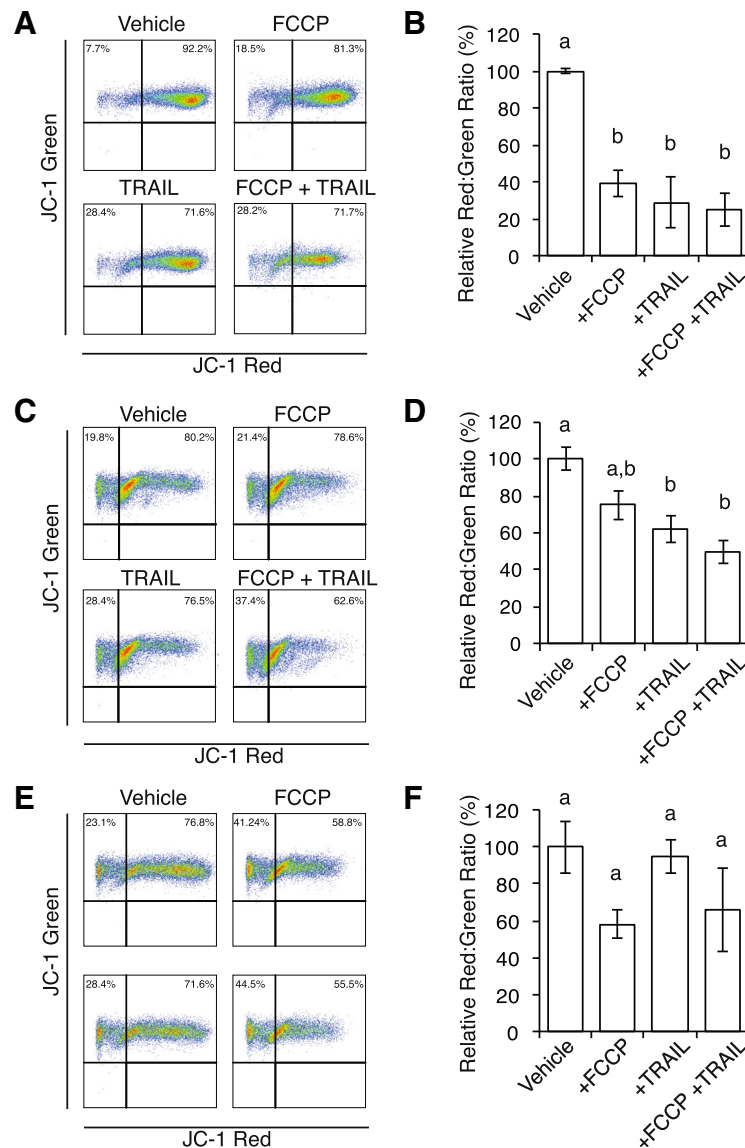 A
Vehicle
FCCP
7.7%
92.2%
18.5%
81.3%
TRAIL
FCCP + TRAIL
28.4%
71.6%
28.2%
71.7%
JC-1 Green
JC-1 Red
B
Relative Red:Green Ratio (%)
120
100
80
60
40
20
0
a
b
b
b
Vehicle
+FCCP
+TRAIL
+FCCP +TRAIL
C
Vehicle
FCCP
19.8%
80.2%
21.4%
78.6%
TRAIL
FCCP + TRAIL
28.4%
76.5%
37.4%
62.6%
JC-1 Green
JC-1 Red
D
Relative Red:Green Ratio (%)
120
100
80
60
40
20
0
a
a,b
b
b
Vehicle
+FCCP
+TRAIL
+FCCP +TRAIL
E
Vehicle
FCCP
23.1%
76.8%
41.24%
58.8%
28.4%
71.6%
44.5%
55.5%
JC-1 Green
JC-1 Red
F
Relative Red:Green Ratio (%)
120
100
80
60
40
20
0
a
a
a
a
Vehicle
+FCCP
+TRAIL
+FCCP +TRAIL